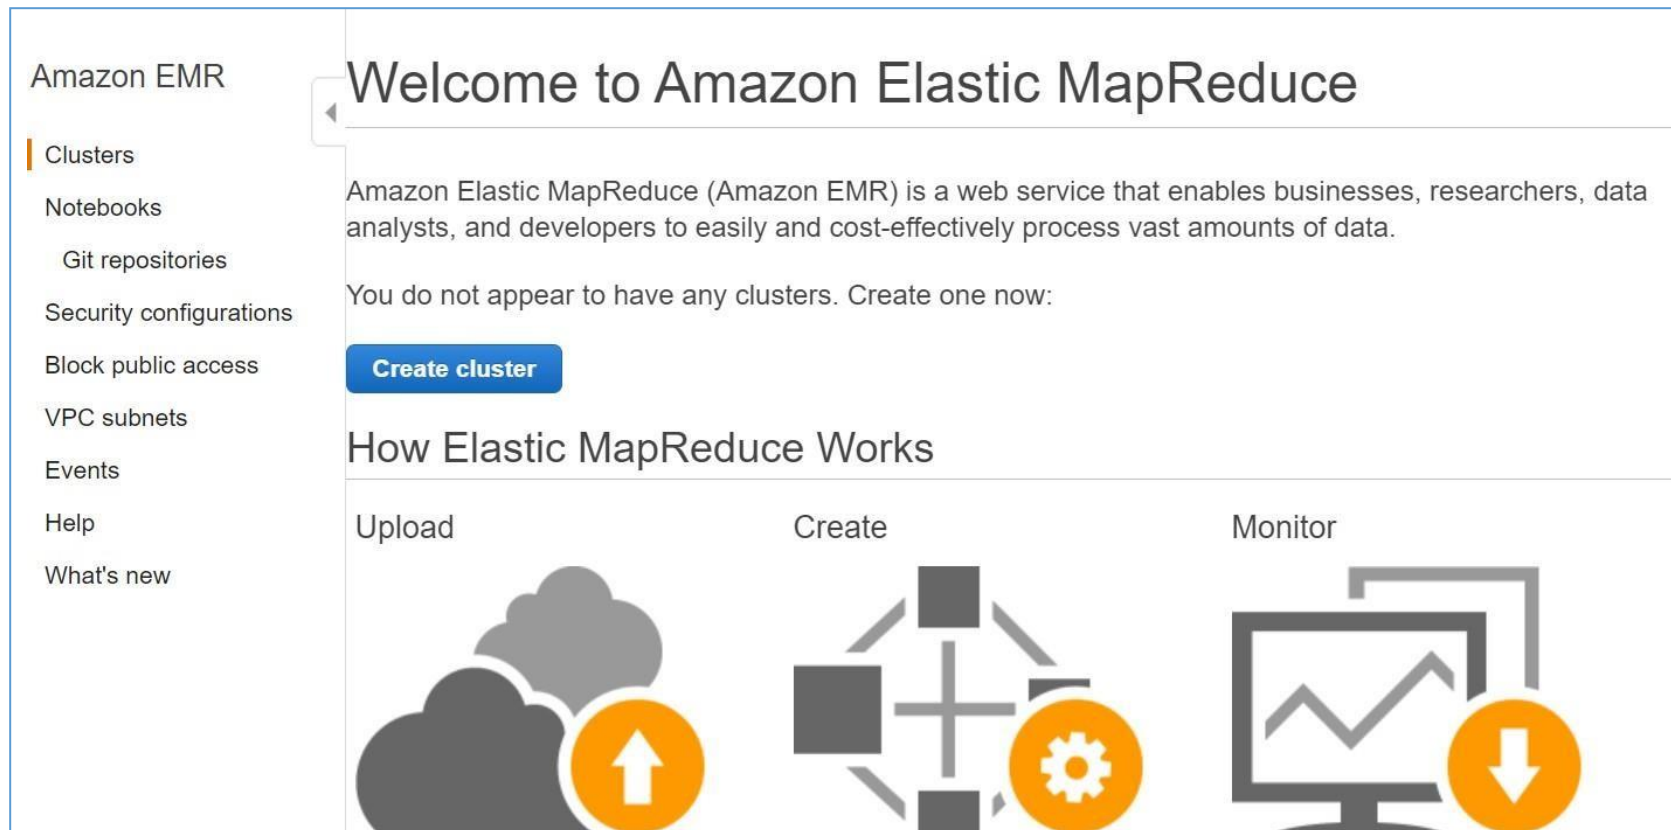 Amazon EMR
Clusters
Notebooks
Git repositories
Security configurations
Block public access
VPC subnets
Events
Help
What's new
Welcome to Amazon Elastic MapReduce
Amazon Elastic MapReduce (Amazon EMR) is a web service that enables businesses, researchers, data
analysts, and developers to easily and cost-effectively process vast amounts of data.
You do not appear to have any clusters. Create one now:
Create cluster
How Elastic MapReduce Works
Upload
Create
Monitor